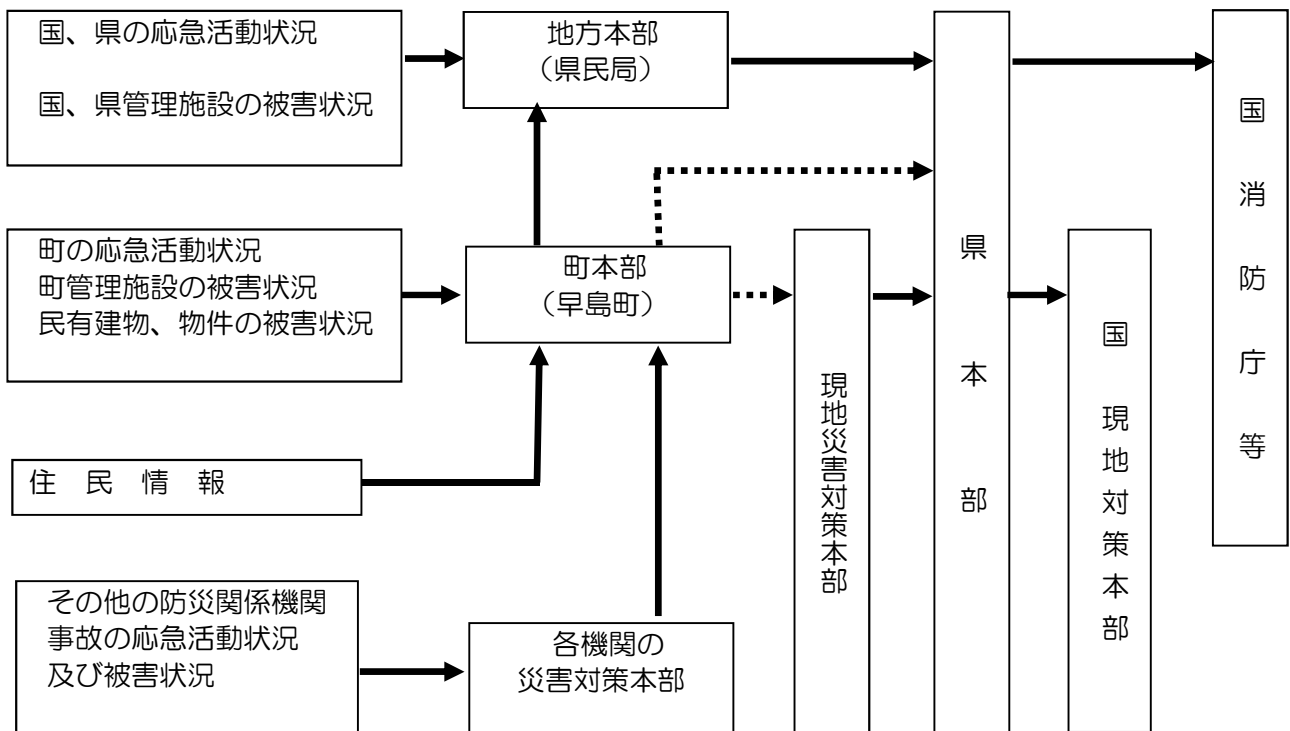 国、県の応急活動状況
国、県管理施設の被害状況
地方本部
（県民局）
町の応急活動状況
町管理施設の被害状況
民有建物、物件の被害状況
町本部
（早島町）
住　民　情　報
その他の防災関係機関
事故の応急活動状況
及び被害状況
各機関の
災害対策本部
現地災害対策本部
県本部
国　現地対策本部
国消防庁等